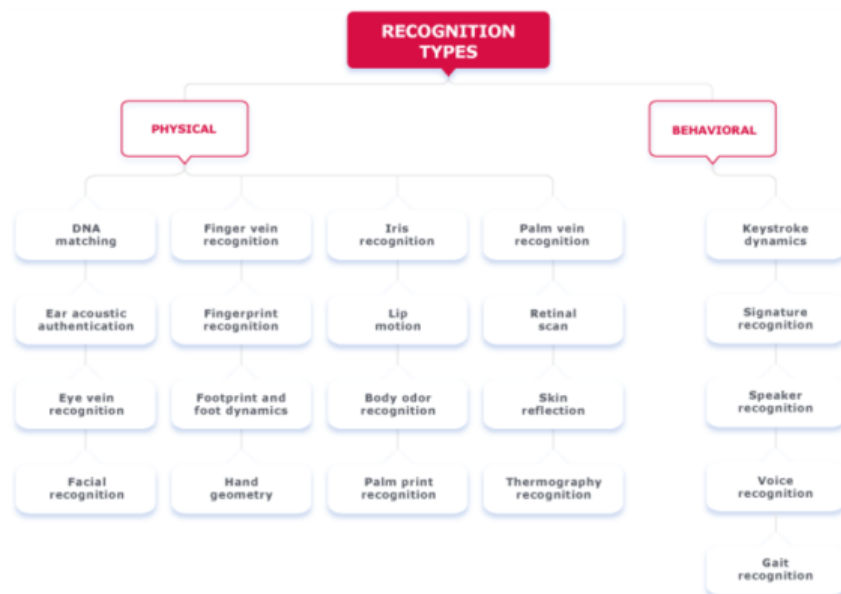 RECOGNITION
TYPES
PHYSICAL
BEHAVIORAL
DNA
matching
Finger vein
recognition
Iris
recognition
Palm vein
recognition
Keystroke
dynamics
Ear acoustic
authentication
Fingerprint
recognition
Lip
motion
Retinal
scan
Signature
recognition
Eye vein
recognition
Footprint and
foot dynamics
Body odor
recognition
Skin
reflection
Speaker
recognition
Facial
recognition
Hand
geometry
Palm print
recognition
Thermography
recognition
Voice
recognition
Gait
recognition